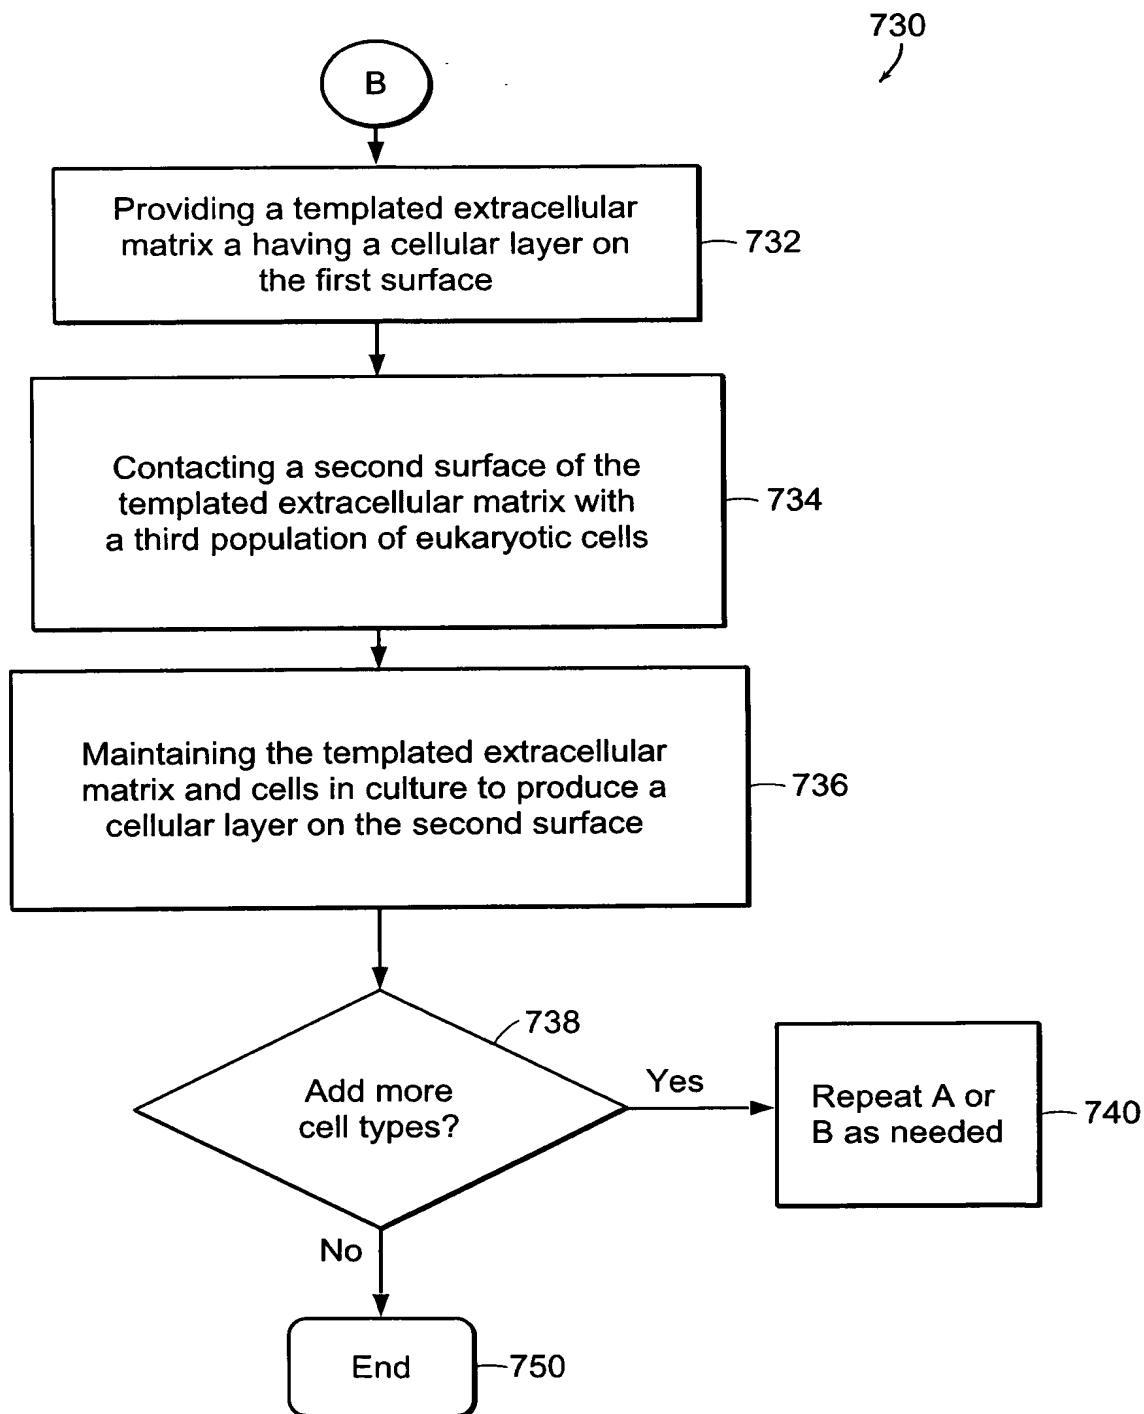 730
B
Providing a templated extracellular
matrix a having a cellular layer on
the first surface
732
Contacting a second surface of the
templated extracellular matrix with
a third population of eukaryotic cells
734
Maintaining the templated extracellular
matrix and cells in culture to produce a
cellular layer on the second surface
736
738
Add more
cell types?
Yes
Repeat A or
B as needed
740
No
End
750